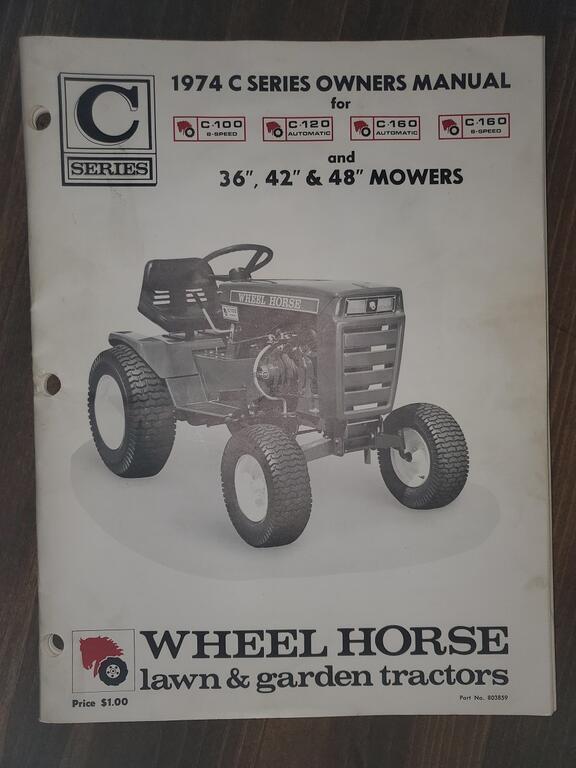 C
SERIES
1974 C SERIES OWNERS MANUAL
for
C-100
8-SPEED
C-120
AUTOMATIC
C-160
AUTOMATIC
C-160
8-SPEED
and
36", 42" & 48" MOWERS
WHEEL HORSE
WHEEL HORSE
lawn & garden tractors
Price $1.00
Part No. 803859